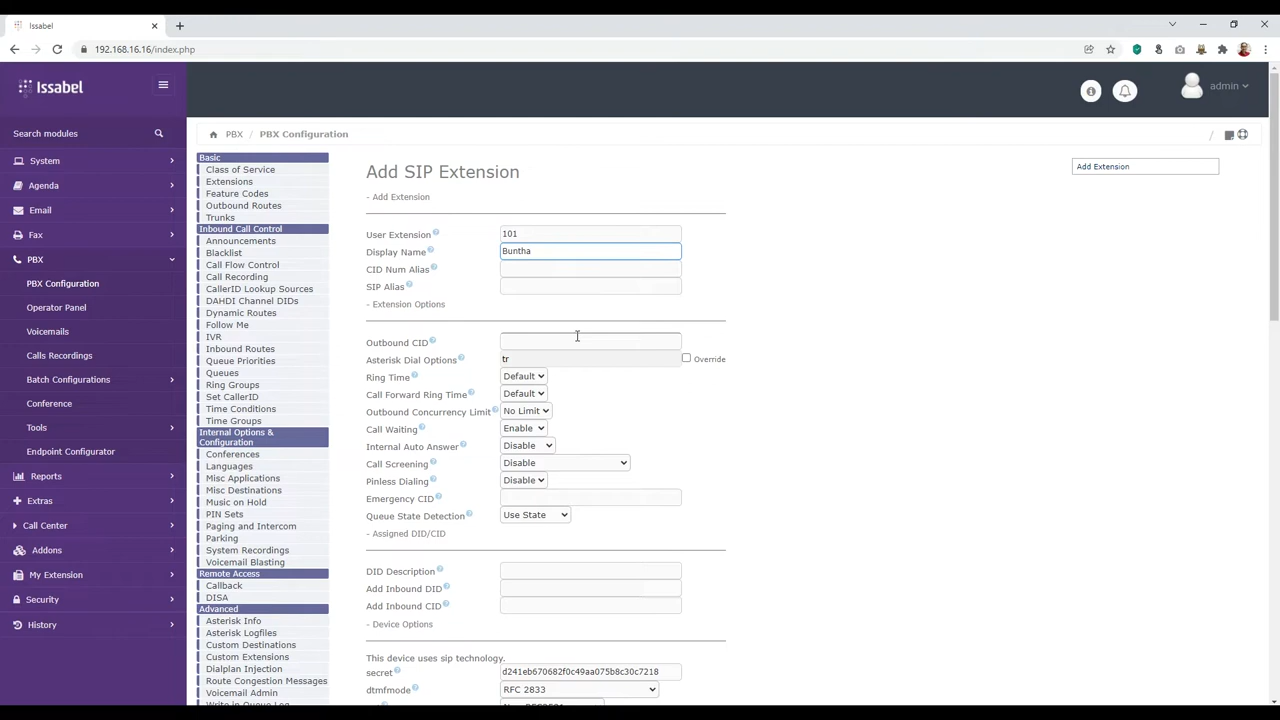 Issabel
192.168.16.16/index.php
Issabel
admin
Search modules
System
Agenda
Email
Fax
PBX
PBX Configuration
Operator Panel
Voicemails
Calls Recordings
Batch Configurations
Conference
Tools
Endpoint Configurator
Reports
Extras
Call Center
Addons
My Extension
Security
History
PBX / PBX Configuration /
Basic
Class of Service
Extensions
Feature Codes
Outbound Routes
Trunks
Inbound Call Control
Announcements
Blacklist
Call Flow Control
Call Recording
CallerID Lookup Sources
DAHDI Channel DIDs
Dynamic Routes
Follow Me
IVR
Inbound Routes
Queue Priorities
Queues
Ring Groups
Set CallerID
Time Conditions
Time Groups
Internal Options &
Configuration
Conferences
Languages
Misc Applications
Misc Destinations
Music on Hold
PIN Sets
Paging and Intercom
Parking
System Recordings
Voicemail Blasting
Remote Access
Callback
DISA
Advanced
Asterisk Info
Asterisk Logfiles
Custom Destinations
Custom Extensions
Dialplan Injection
Route Congestion Messages
Voicemail Admin
Write in Queue Log
Add SIP Extension
Add Extension
- Add Extension
User Extension 101
Display Name Buntha
CID Num Alias
SIP Alias
- Extension Options
Outbound CID
Asterisk Dial Options tr Override
Ring Time Default
Call Forward Ring Time Default
Outbound Concurrency Limit No Limit
Call Waiting Enable
Internal Auto Answer Disable
Call Screening Disable
Pinless Dialing Disable
Emergency CID
Queue State Detection Use State
- Assigned DID/CID
DID Description
Add Inbound DID
Add Inbound CID
- Device Options
This device uses sip technology.
secret d241eb670682f0c49aa075b8c30c7218
dtmfmode RFC 2833